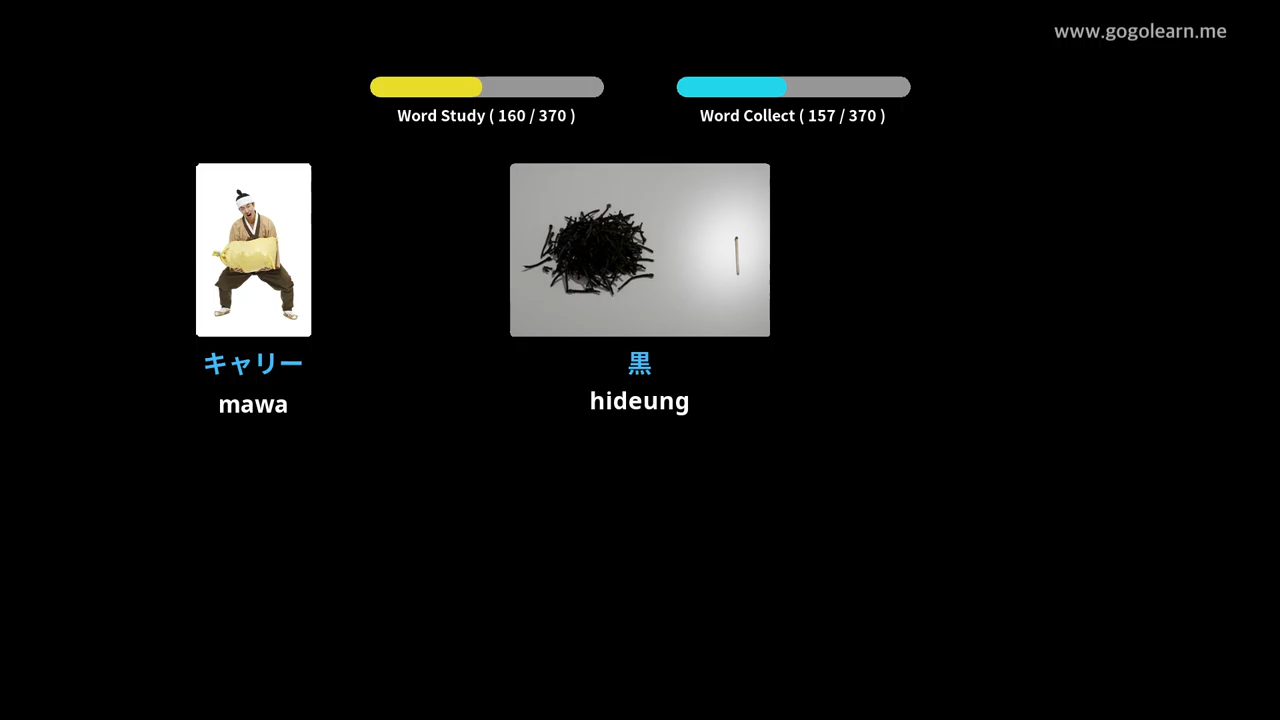 www.gogolearn.me
Word Study ( 160 / 370 )
Word Collect ( 157 / 370 )
キャリー
mawa
黒
hideung